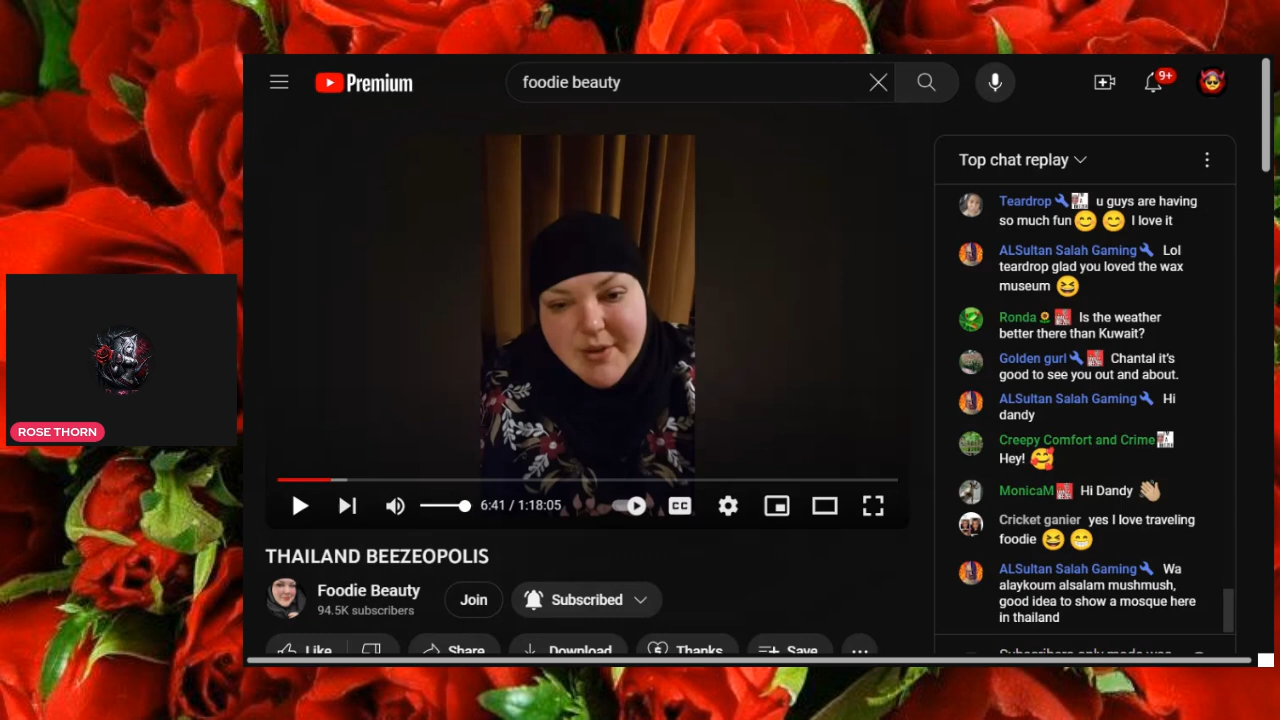 Premium
foodie beauty
9+
Top chat replay
Teardrop u guys are having
so much fun I love it
ALSultan Salah Gaming Lol
teardrop glad you loved the wax
museum
Ronda Is the weather
better there than Kuwait?
Golden gurl Chantal it's
good to see you out and about.
ALSultan Salah Gaming Hi
dandy
Creepy Comfort and Crime
Hey!
MonicaM Hi Dandy
Cricket ganier yes I love traveling
foodie
ALSultan Salah Gaming Wa
alaykoum alsalam mushmush,
good idea to show a mosque here
in thailand
Subscribers-only mode was
ROSE THORN
6:41 / 1:18:05
CC
THAILAND BEEZEOPOLIS
Foodie Beauty
94.5K subscribers
Join
Subscribed
Like
Share
Download
Thanks
Save